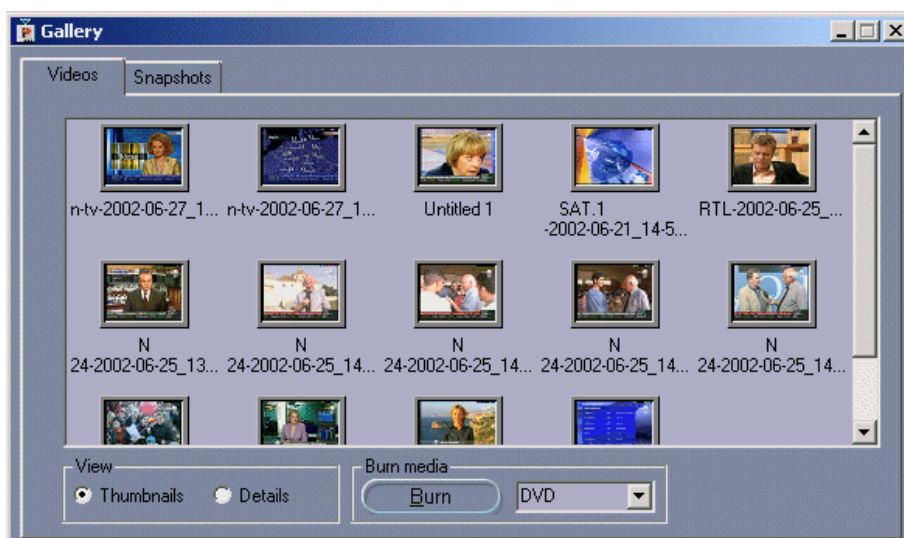 Gallery
Videos
Snapshots
n-tv-2002-06-27_1...
n-tv-2002-06-27_1...
Untitled 1
SAT.1
-2002-06-21_14-5...
RTL-2002-06-25_...
N
24-2002-06-25_13...
N
24-2002-06-25_14...
N
24-2002-06-25_14...
N
24-2002-06-25_14...
N
24-2002-06-25_14...
View
Thumbnails
Details
Burn media
Burn
DVD